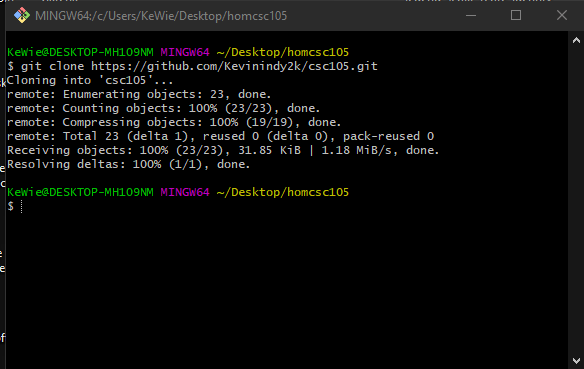 MINGW64:/c/Users/KeWie/Desktop/homcsc105
KeWie@DESKTOP-MH1O9NM MINGW64 ~/Desktop/homcsc105
$ git clone https://github.com/Kevinindy2k/csc105.git
Cloning into 'csc105'...
remote: Enumerating objects: 23, done.
remote: Counting objects: 100% (23/23), done.
remote: Compressing objects: 100% (19/19), done.
remote: Total 23 (delta 1), reused 0 (delta 0), pack-reused 0
Receiving objects: 100% (23/23), 31.85 KiB | 1.18 MiB/s, done.
Resolving deltas: 100% (1/1), done.
KeWie@DESKTOP-MH1O9NM MINGW64 ~/Desktop/homcsc105
$